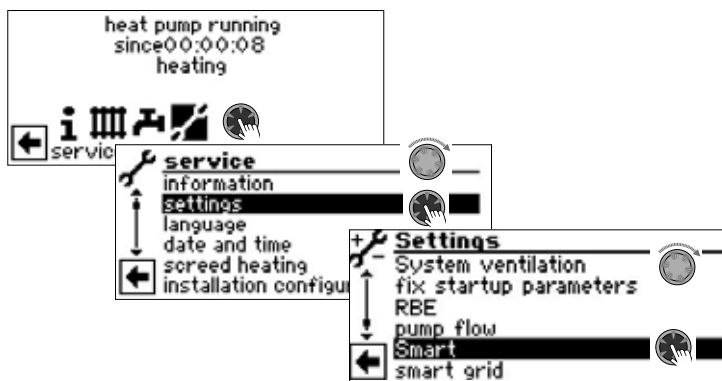 heat pump running
since00:00:08
heating
servic
service
information
settings
language
date and time
screed heating
installation configur
Settings
System ventilation
fix startup parameters
RBE
pump flow
Smart
smart grid